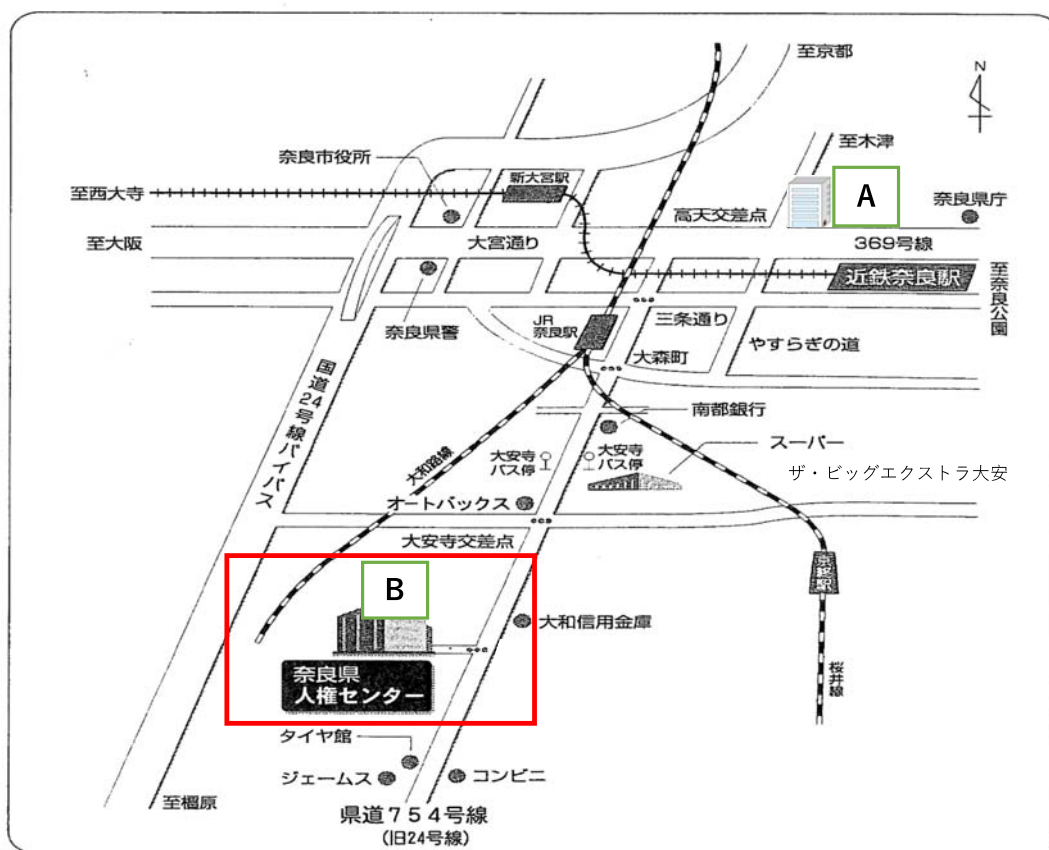 至京都
N
至木津
奈良市役所
新大宮駅
至西大寺
A
高天交差点
奈良県庁
至大阪
大宮通り
369号線
近鉄奈良駅
至奈良公園
奈良県警
JR
奈良駅
三条通り
大森町
やすらぎの道
国道24号線バイパス
南都銀行
大和路線
大安寺
バス停
大安寺
バス停
スーパー
ザ・ビッグエクストラ大安
オートバックス
大安寺交差点
京終駅
B
大和信用金庫
奈良県
人権センター
桜井線
タイヤ館
ジェームス
コンビニ
至橿原
県道754号線
(旧24号線)